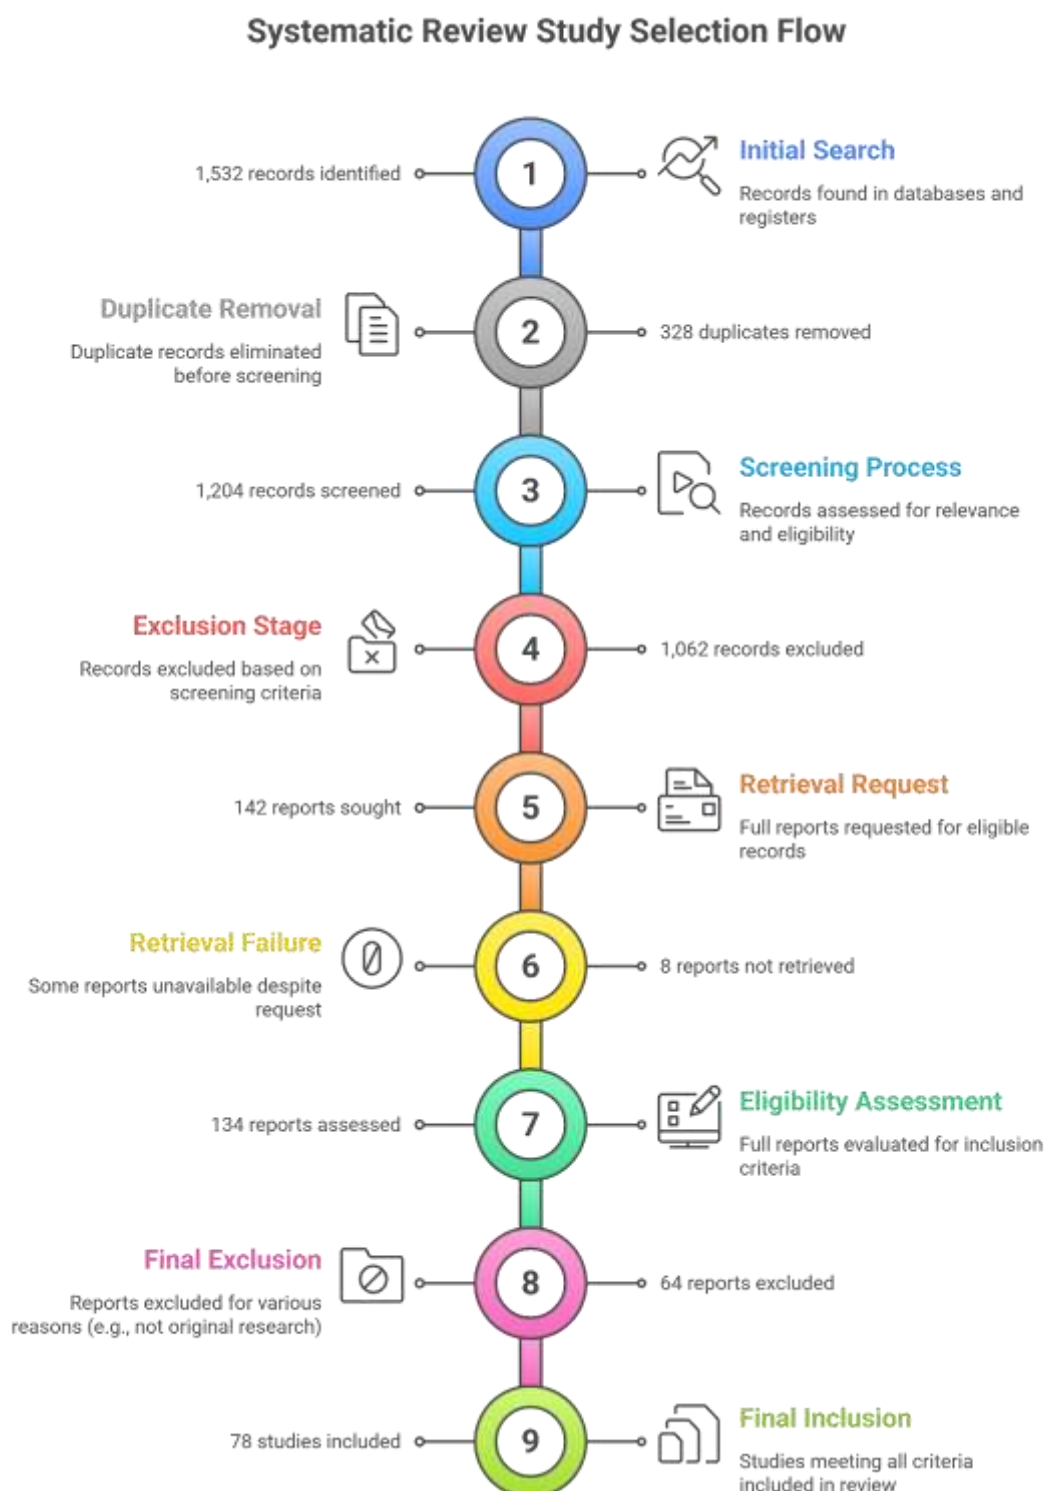 Systematic Review Study Selection Flow
1,532 records identified
1
Initial Search
Records found in databases and
registers
Duplicate Removal
Duplicate records eliminated
before screening
2
328 duplicates removed
1,204 records screened
3
Screening Process
Records assessed for relevance
and eligibility
Exclusion Stage
Records excluded based on
screening criteria
4
1,062 records excluded
142 reports sought
5
Retrieval Request
Full reports requested for eligible
records
Retrieval Failure
Some reports unavailable despite
request
6
8 reports not retrieved
134 reports assessed
7
Eligibility Assessment
Full reports evaluated for inclusion
criteria
Final Exclusion
Reports excluded for various
reasons (e.g., not original research)
8
64 reports excluded
78 studies included
9
Final Inclusion
Studies meeting all criteria
included in review